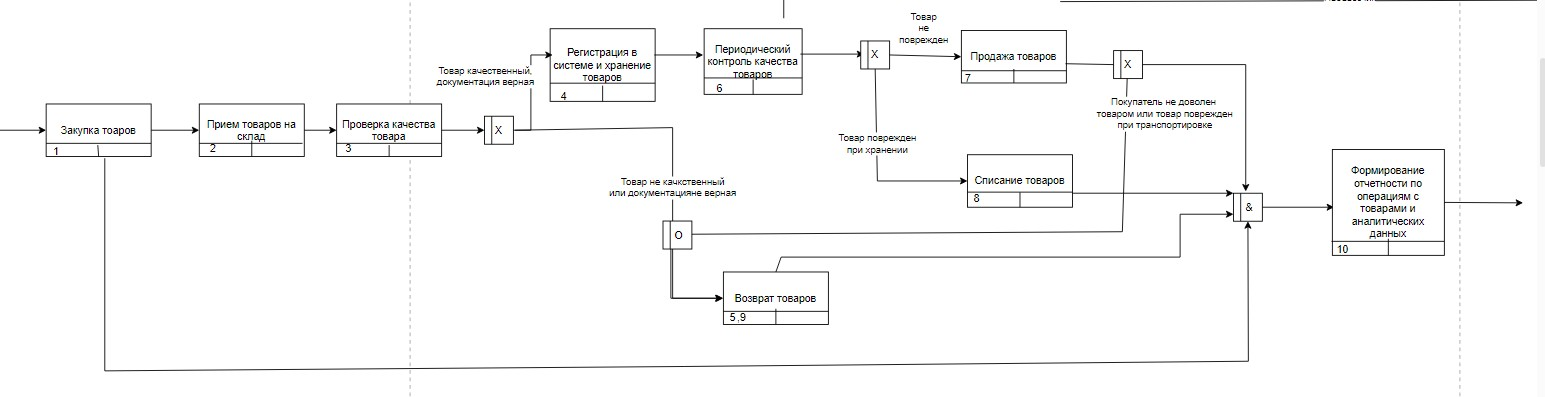 Закупка тоаров
1
Прием товаров на
склад
2
Проверка качества
товара
3
X
Товар качественный,
документация верная
Регистрация в
системе и хранение
товаров
4
Периодический
контроль качества
товаров
6
X
Товар
не
поврежден
Продажа товаров
7
X
Покупатель не доволен
товаром или товар поврежден
при транспортировке
Товар поврежден
при хранении
Списание товаров
8
Товар не качкственный
или документацияне верная
O
Возврат товаров
5,9
&
Формирование
отчетности по
операциям с
товарами и
аналитических
данных
10